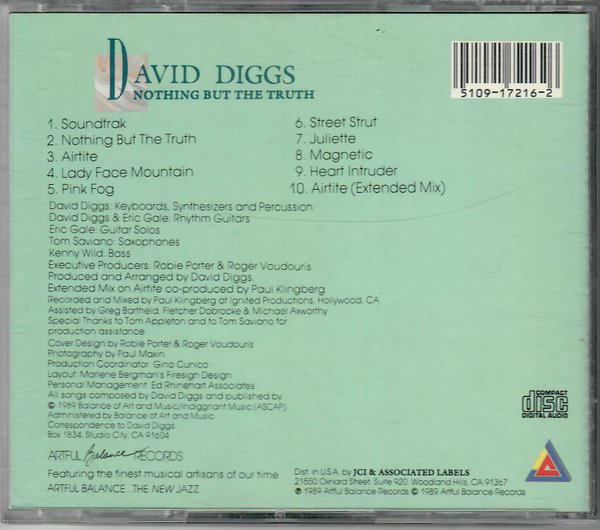 DAVID DIGGS
NOTHING BUT THE TRUTH
5109-17216-2
1. Soundtrak
2. Nothing But The Truth
3. Airtite
4. Lady Face Mountain
5. Pink Fog
6. Street Strut
7. Juliette
8. Magnetic
9. Heart Intruder
10. Airtite (Extended Mix)
David Diggs: Keyboards, Synthesizers and Percussion
David Diggs & Eric Gale: Rhythm Guitars
Eric Gale: Guitar Solos
Tom Saviano: Saxophones
Kenny Wild: Bass
Executive Producers: Robie Porter & Roger Voudouris
Produced and Arranged by David Diggs
Extended Mix on Airtite co-produced by Paul Klingberg
Recorded and Mixed by Paul Klingberg at Ignited Productions, Hollywood, CA
Assisted by Greg Bartheld, Fletcher Dobrocke & Michael Axworthy
Special Thanks to Tom Appleton and to Tom Saviano for
production assistance.
Cover Design by Robie Porter & Roger Voudouris
Photography by Paul Maxin
Production Coordinator: Gino Cunico
Layout: Marlene Bergman's Firesign Design
Personal Management: Ed Rhinehart Associates
All songs composed by David Diggs and published by
© 1989 Balance of Art and Music/Indiggnant Music (ASCAP).
Administered by Balance of Art and Music
Correspondence to David Diggs
Box 1834, Studio City, CA 91604
ARTFUL Balance RECORDS
Featuring the finest musical artisans of our time.
ARTFUL BALANCE...THE NEW JAZZ
COMPACT
disc
DIGITAL AUDIO
Dist. in U.S.A. by JCI & ASSOCIATED LABELS
21550 Oxnard Street, Suite 920, Woodland Hills, CA 91367
℗ 1989 Artful Balance Records © 1989 Artful Balance Records